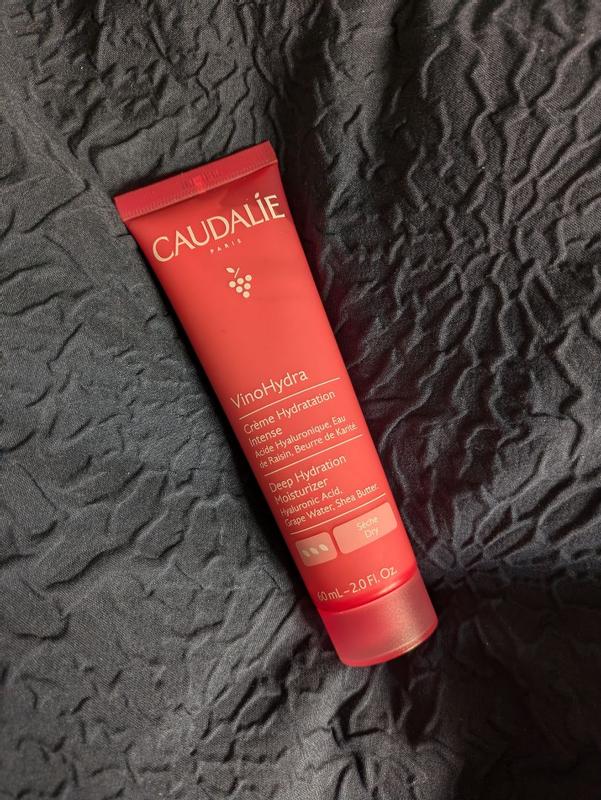 CAUDALÍE
PARIS
VinoHydra
Crème Hydratation
Intense
Acide Hyaluronique, Eau
de Raisin, Beurre de Karité.
Deep Hydration
Moisturizer
Hyaluronic Acid,
Grape Water, Shea Butter.
Sèche
Dry
60 mL – 2.0 Fl. Oz.